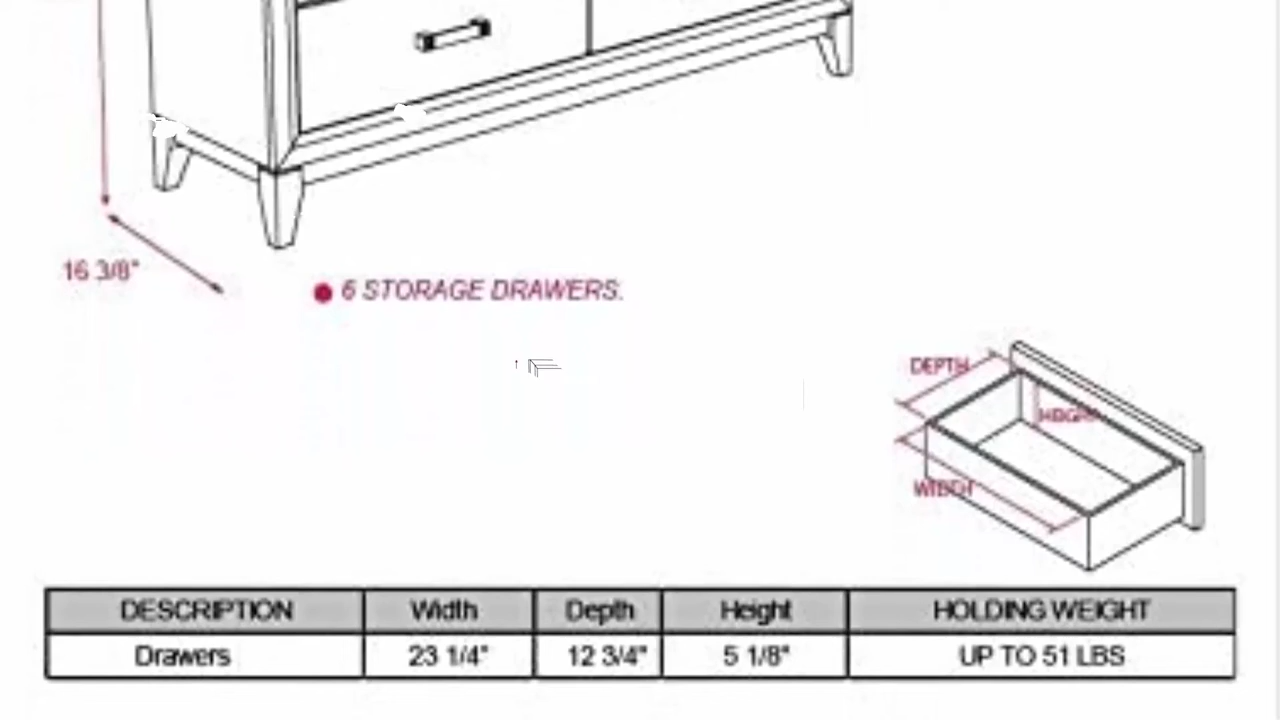 16 3/8"
6 STORAGE DRAWERS.
DEPTH
WIDTH
DESCRIPTION Width Depth Height HOLDING WEIGHT
Drawers 23 1/4" 12 3/4" 5 1/8" UP TO 51 LBS